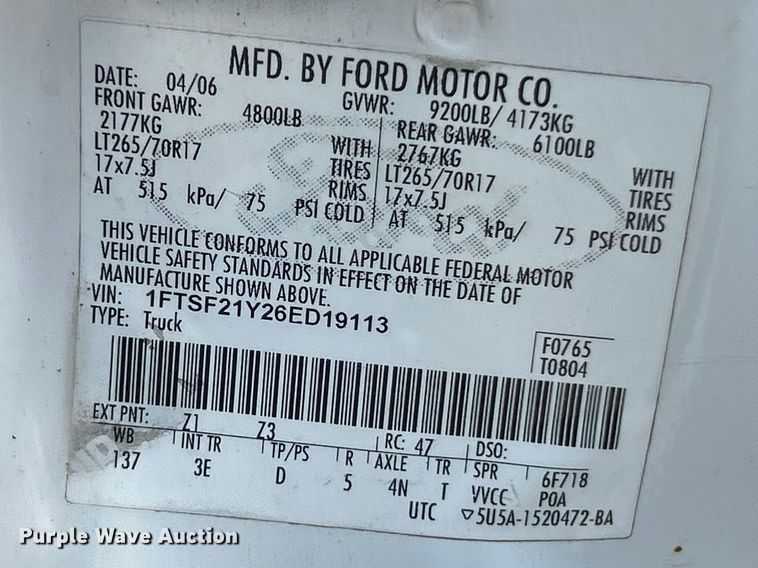 MFD. BY FORD MOTOR CO.
DATE: 04/06 GVWR: 9200LB/ 4173KG
FRONT GAWR: 4800LB REAR GAWR: 6100LB
2177KG WITH 2767KG WITH
LT265/70R17 TIRES LT265/70R17 TIRES
17x7.5J RIMS 17x7.5J RIMS
AT 515 kPa/ 75 PSI COLD AT 515 kPa/ 75 PSI COLD
THIS VEHICLE CONFORMS TO ALL APPLICABLE FEDERAL MOTOR
VEHICLE SAFETY STANDARDS IN EFFECT ON THE DATE OF
MANUFACTURE SHOWN ABOVE.
VIN: 1FTSF21Y26ED19113
TYPE: Truck
F0765
T0804
EXT PNT: Z1 Z3 RC: 47 DSO:
WB INT TR TP/PS R AXLE TR SPR 6F718
137 3E D 5 4N T VVCC POA
UTC ▽5U5A-1520472-BA
Purple Wave Auction